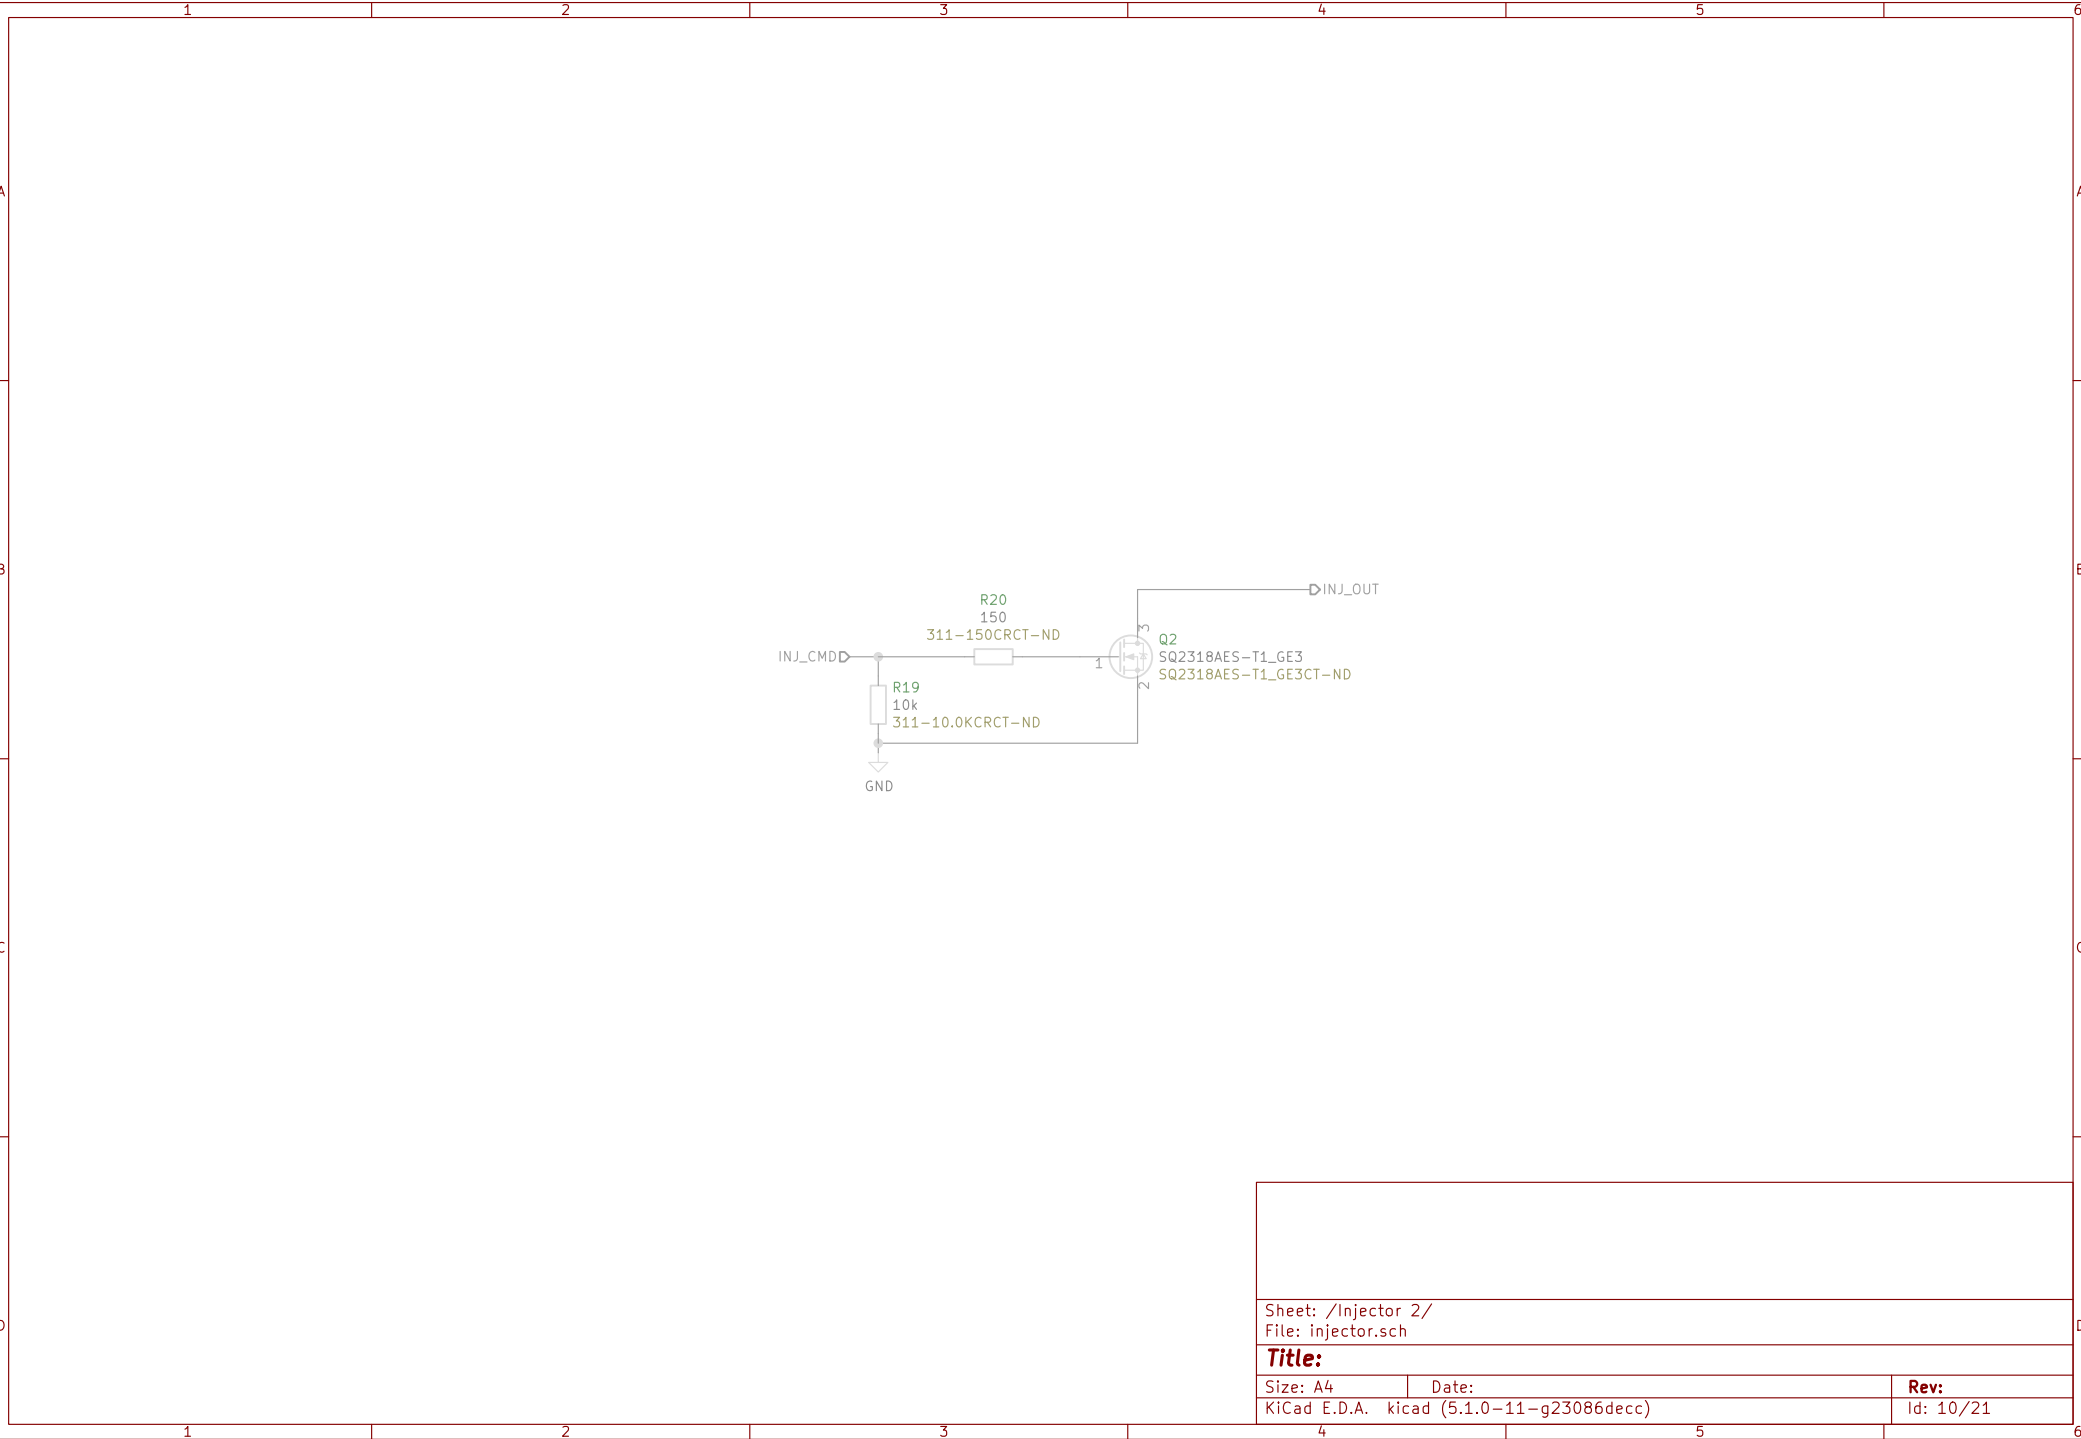 1 2 3 4 5 6
A A
B B
INJ_OUT
R20
150
311-150CRCT-ND
3
Q2
INJ_CMD
1
SQ2318AES-T1_GE3
SQ2318AES-T1_GE3CT-ND
2
R19
10k
311-10.0KCRCT-ND
GND
C C
Sheet: /Injector 2/
File: injector.sch
D D
Title:
Size: A4 Date: Rev:
KiCad E.D.A. kicad (5.1.0-11-g23086decc) Id: 10/21
1 2 3 4 5 6